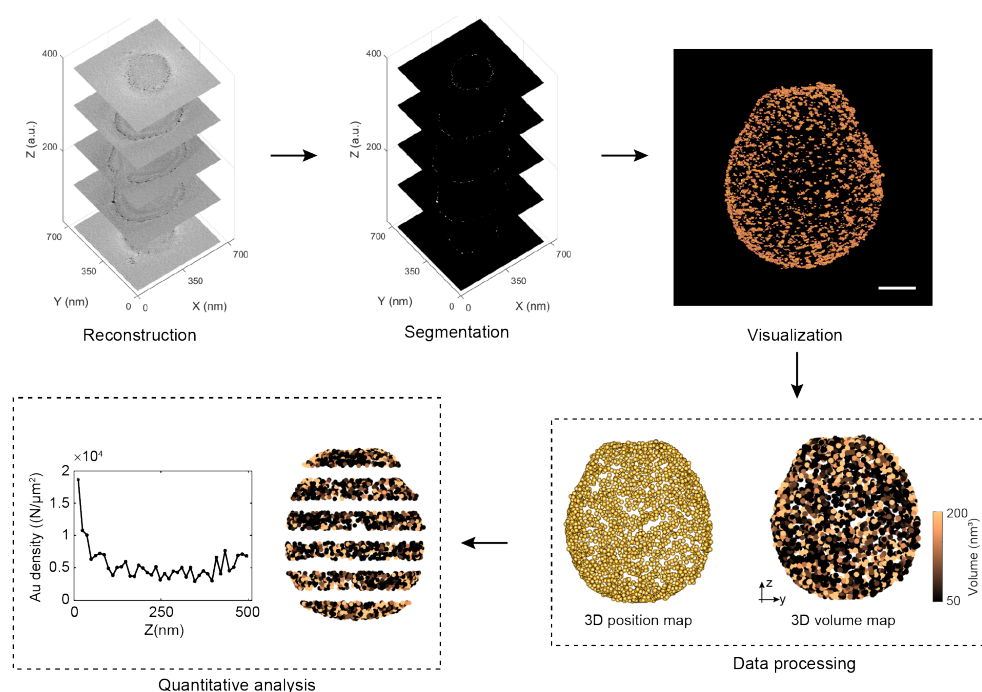 400
Z (a.u.)
200
700
350
Y (nm)
0
0
X (nm)
350
700
Reconstruction
400
Z (a.u.)
200
700
350
Y (nm)
0
0
X (nm)
350
700
Segmentation
Visualization
×10⁴
2
1.5
1
0.5
0
Au density ((N/μm²)
0
250
500
Z(nm)
Quantitative analysis
3D position map
z
y
3D volume map
200
Volume (nm³)
50
Data processing